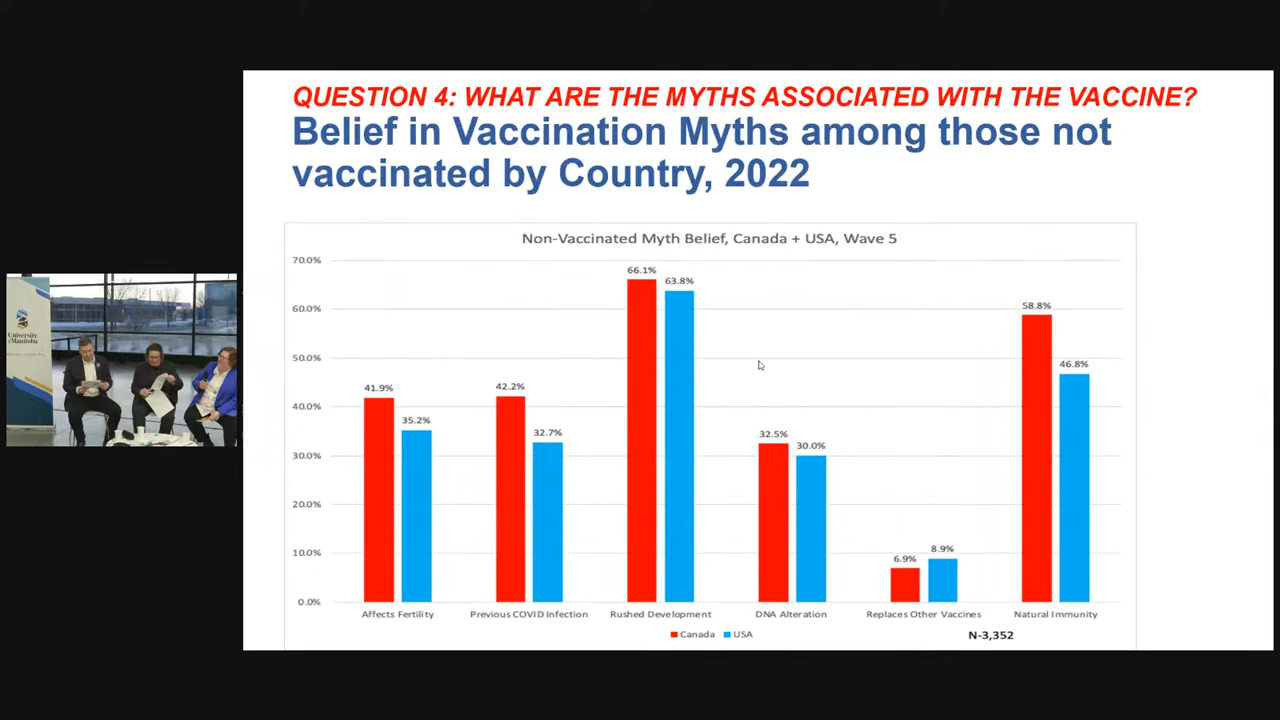 QUESTION 4: WHAT ARE THE MYTHS ASSOCIATED WITH THE VACCINE?
Belief in Vaccination Myths among those not
vaccinated by Country, 2022
Non-Vaccinated Myth Belief, Canada + USA, Wave 5
70.0%
60.0%
50.0%
40.0%
30.0%
20.0%
10.0%
0.0%
41.9%
35.2%
42.2%
32.7%
66.1%
63.8%
32.5%
30.0%
6.9%
8.9%
58.8%
46.8%
Affects Fertility
Previous COVID Infection
Rushed Development
DNA Alteration
Replaces Other Vaccines
Natural Immunity
Canada
USA
N-3,352
University
of Manitoba